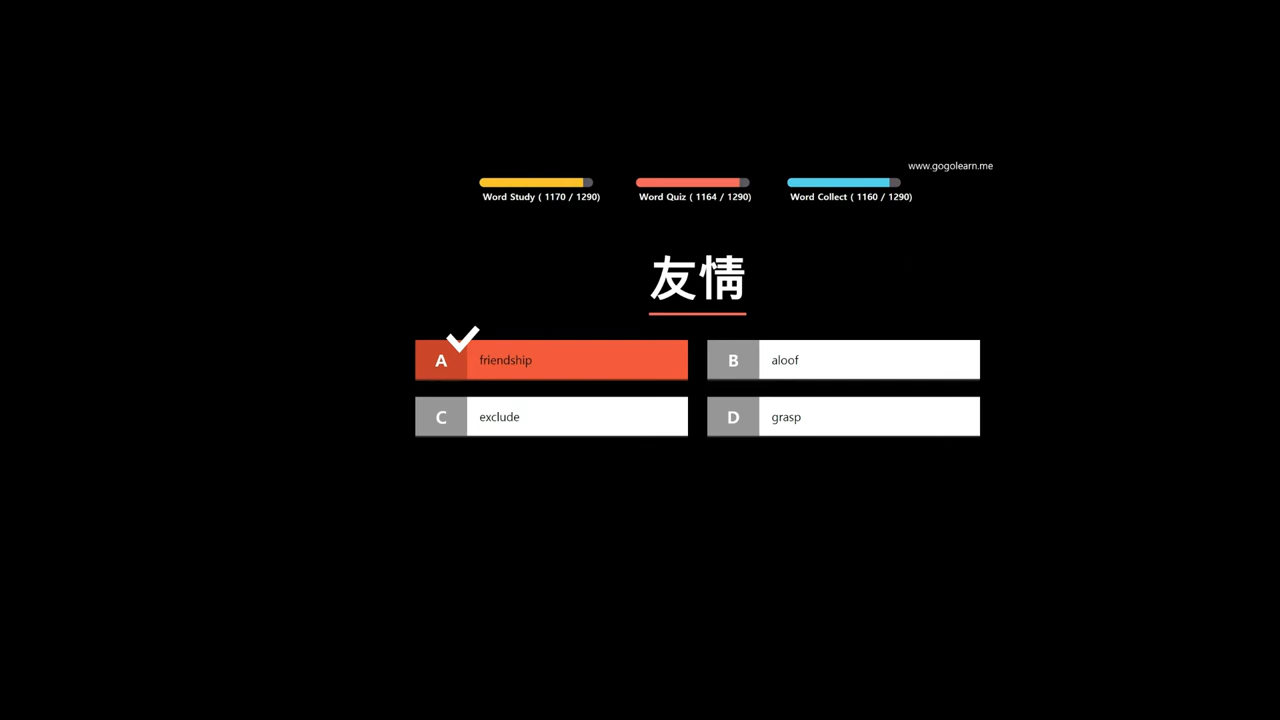 www.gogolearn.me
Word Study ( 1170 / 1290)
Word Quiz ( 1164 / 1290)
Word Collect ( 1160 / 1290)
友情
A friendship
B aloof
C exclude
D grasp